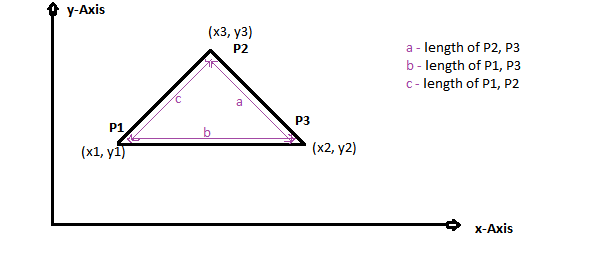 y-Axis
(x3, y3)
P2
a - length of P2, P3
b - length of P1, P3
c - length of P1, P2
c
a
P1
P3
b
(x1, y1)
(x2, y2)
x-Axis